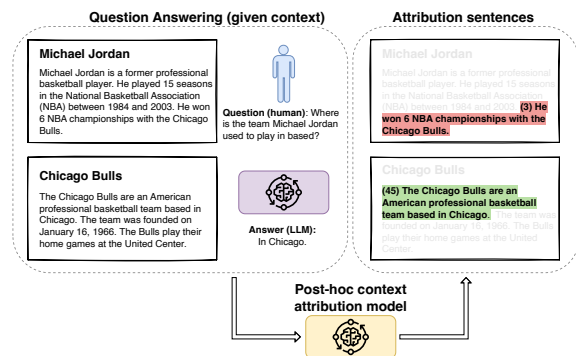 Question Answering (given context)
Michael Jordan
Michael Jordan is a former professional
basketball player. He played 15 seasons
in the National Basketball Association
(NBA) between 1984 and 2003. He won
6 NBA championships with the Chicago
Bulls.
Question (human): Where
is the team Michael Jordan
used to play in based?
Chicago Bulls
The Chicago Bulls are an American
professional basketball team based in
Chicago. The team was founded on
January 16, 1966. The Bulls play their
home games at the United Center.
Answer (LLM):
In Chicago.
Attribution sentences
Michael Jordan
Michael Jordan is a former professional
basketball player. He played 15 seasons
in the National Basketball Association
(NBA) between 1984 and 2003. (3) He
won 6 NBA championships with the
Chicago Bulls.
Chicago Bulls
(45) The Chicago Bulls are an
American professional basketball
team based in Chicago. The team was
founded on January 16, 1966. The Bulls
play their home games at the United
Center.
Post-hoc context
attribution model